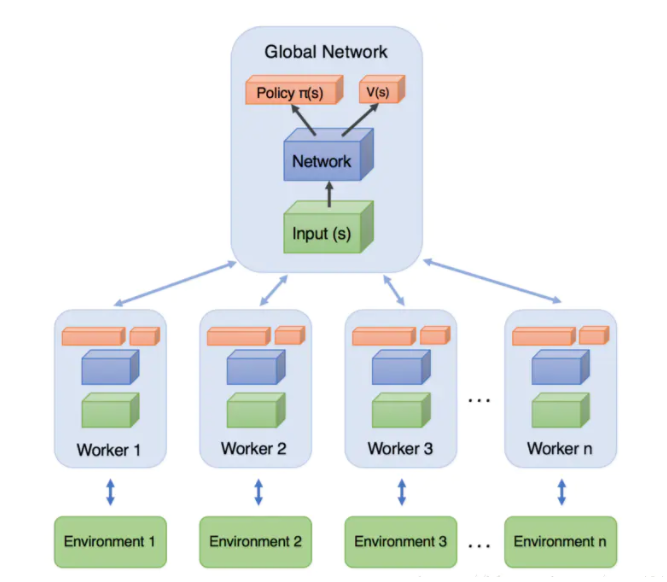 Global Network
Policy π(s)
V(s)
Network
Input (s)
Worker 1
Worker 2
Worker 3
...
Worker n
Environment 1
Environment 2
Environment 3
...
Environment n